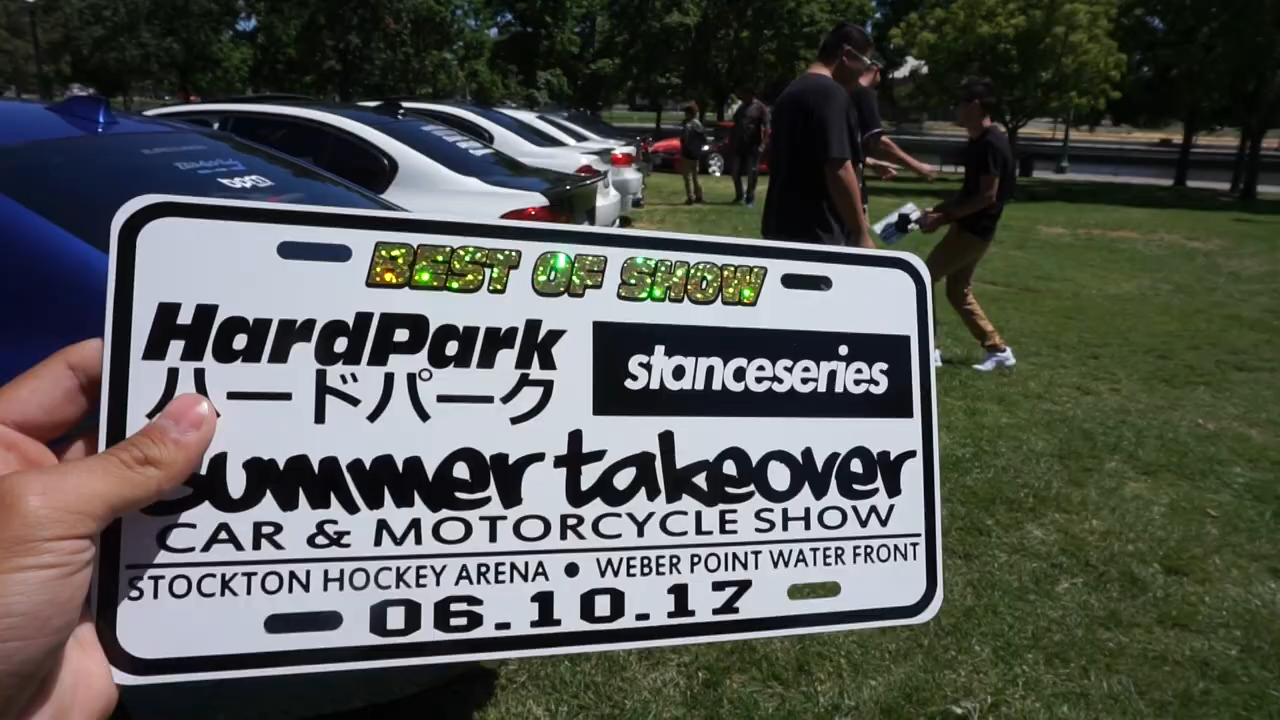 BEST OF SHOW
HardPark
ハードパーク
stanceseries
summer takeover
CAR & MOTORCYCLE SHOW
STOCKTON HOCKEY ARENA • WEBER POINT WATER FRONT
06.10.17